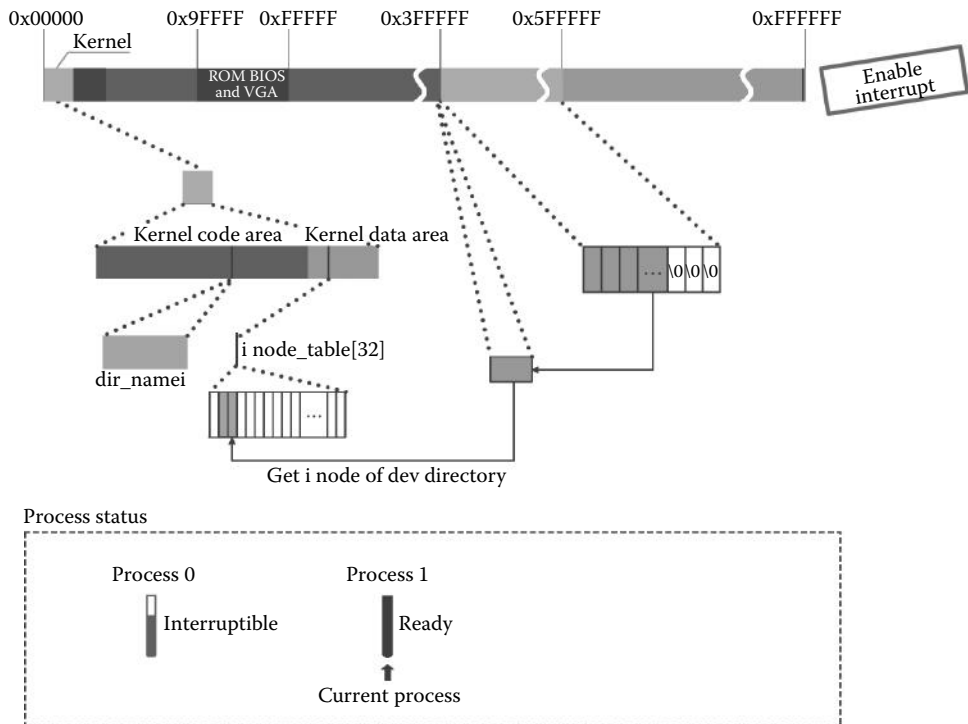 0x00000 0x9FFFF 0xFFFFF 0x3FFFFF 0x5FFFFF 0xFFFFFF
Kernel
ROM BIOS
and VGA
Enable
interrupt
Kernel code area Kernel data area
... \0 \0 \0
i node_table[32]
dir_namei
...
Get i node of dev directory
Process status
Process 0 Process 1
Interruptible Ready
Current process